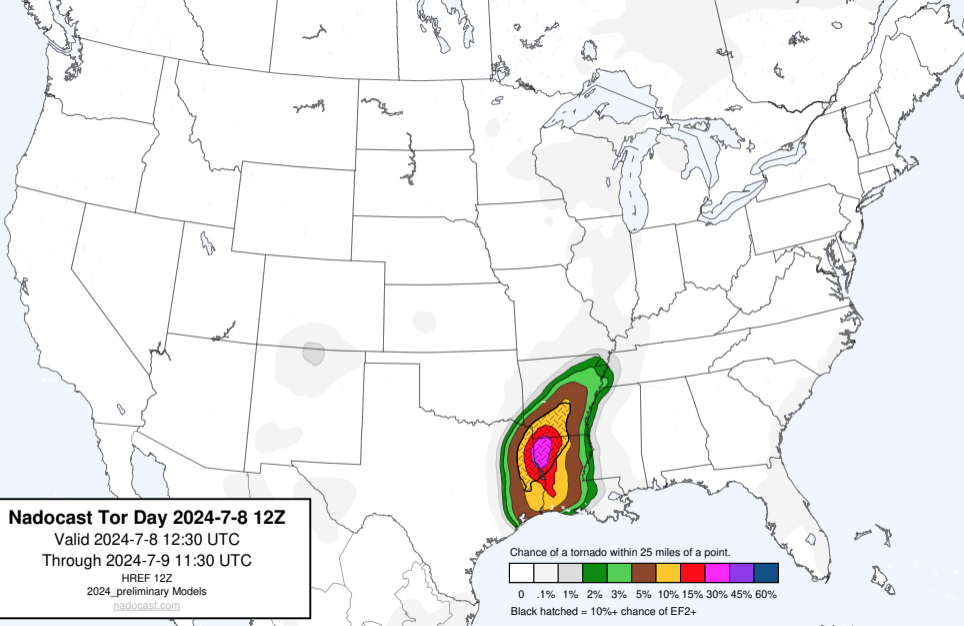 Nadocast Tor Day 2024-7-8 12Z
Valid 2024-7-8 12:30 UTC
Through 2024-7-9 11:30 UTC
HREF 12Z
2024_preliminary Models
nadocast.com
Chance of a tornado within 25 miles of a point.
0 .1% 1% 2% 3% 5% 10% 15% 30% 45% 60%
Black hatched = 10%+ chance of EF2+